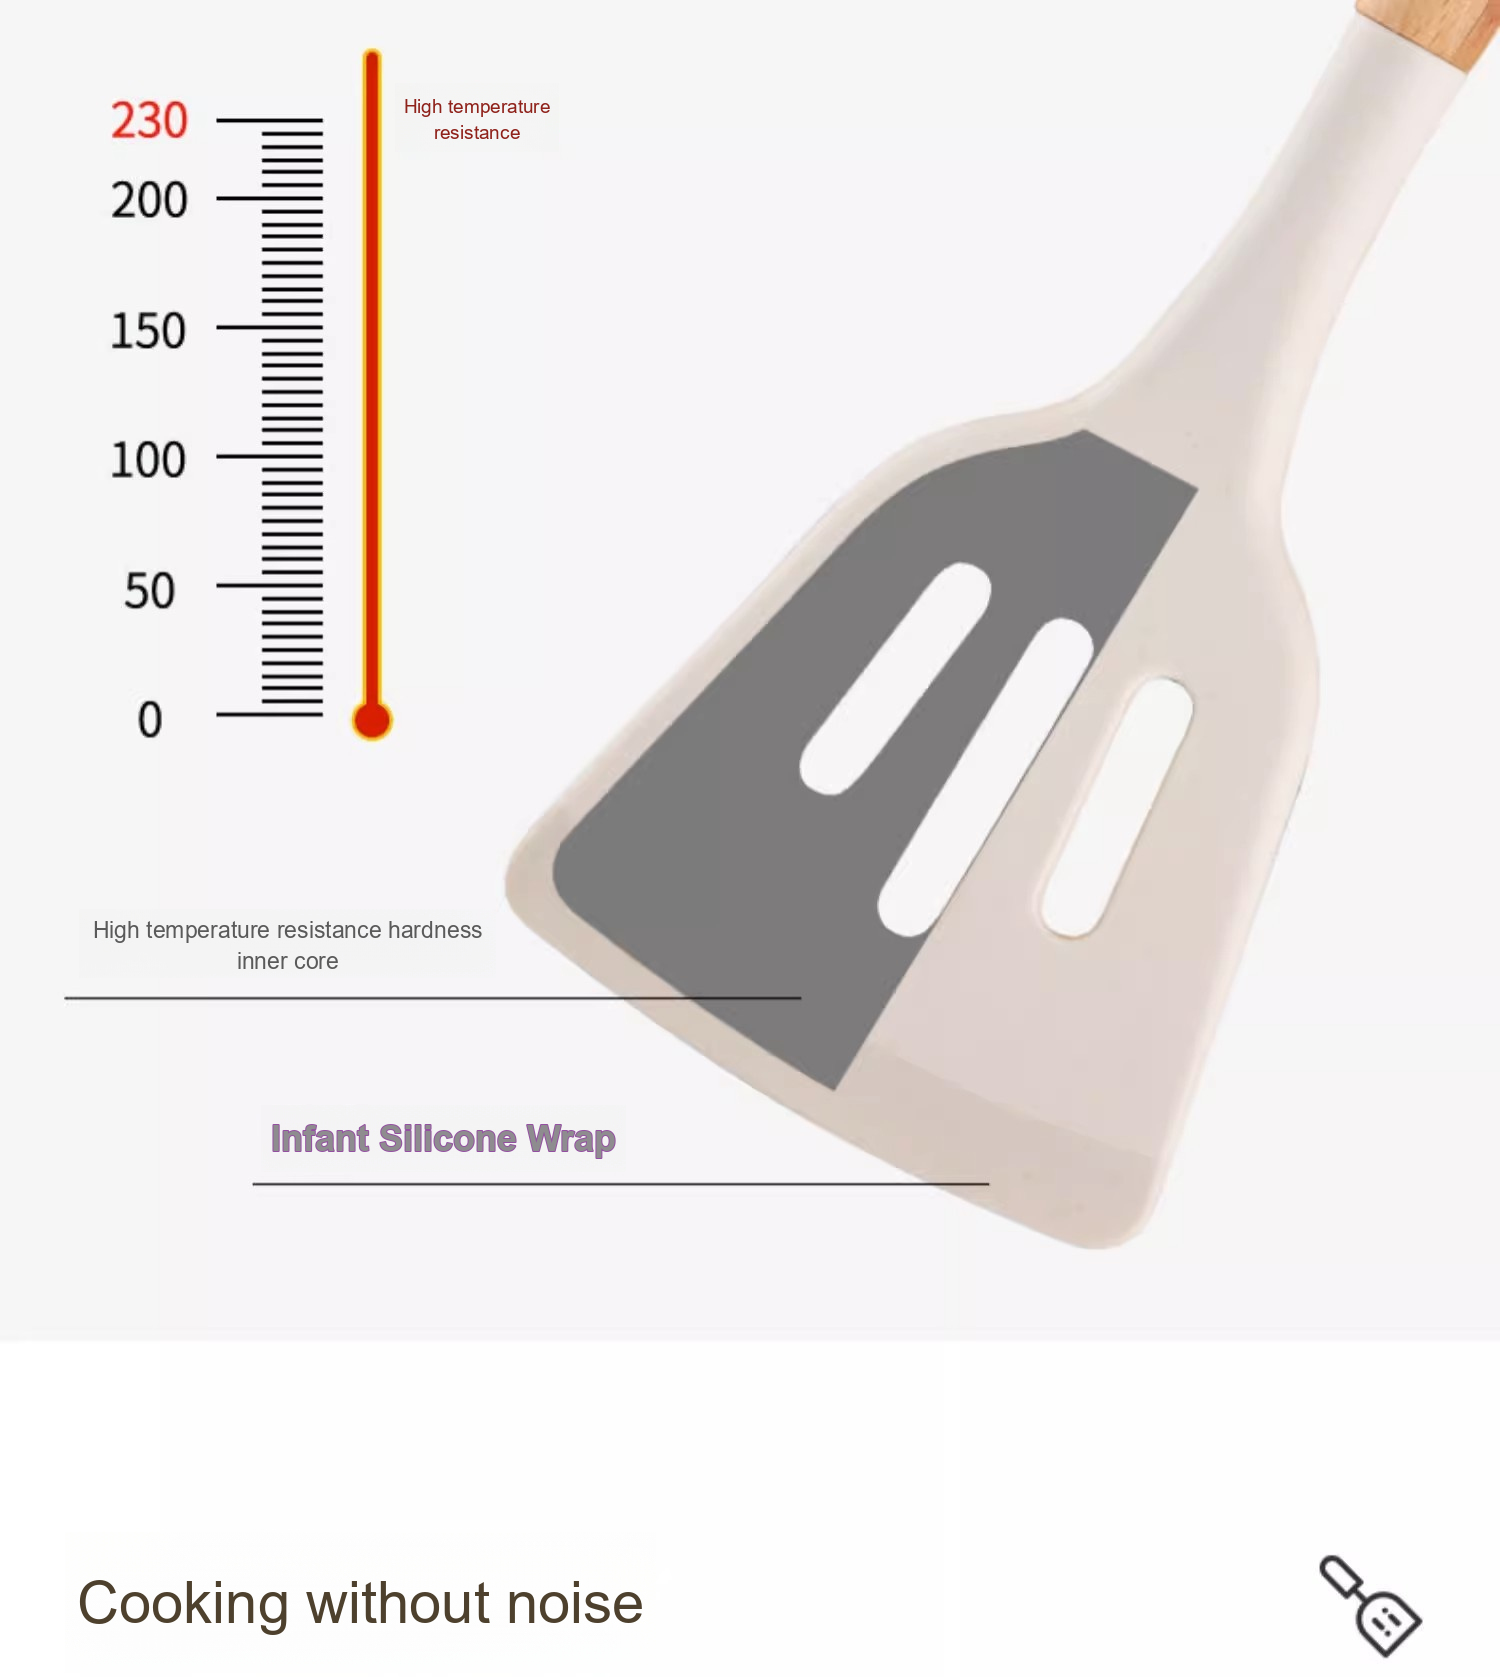 230
High temperature
resistance
200
150
100
50
0
High temperature resistance hardness
inner core
Infant Silicone Wrap
Cooking without noise